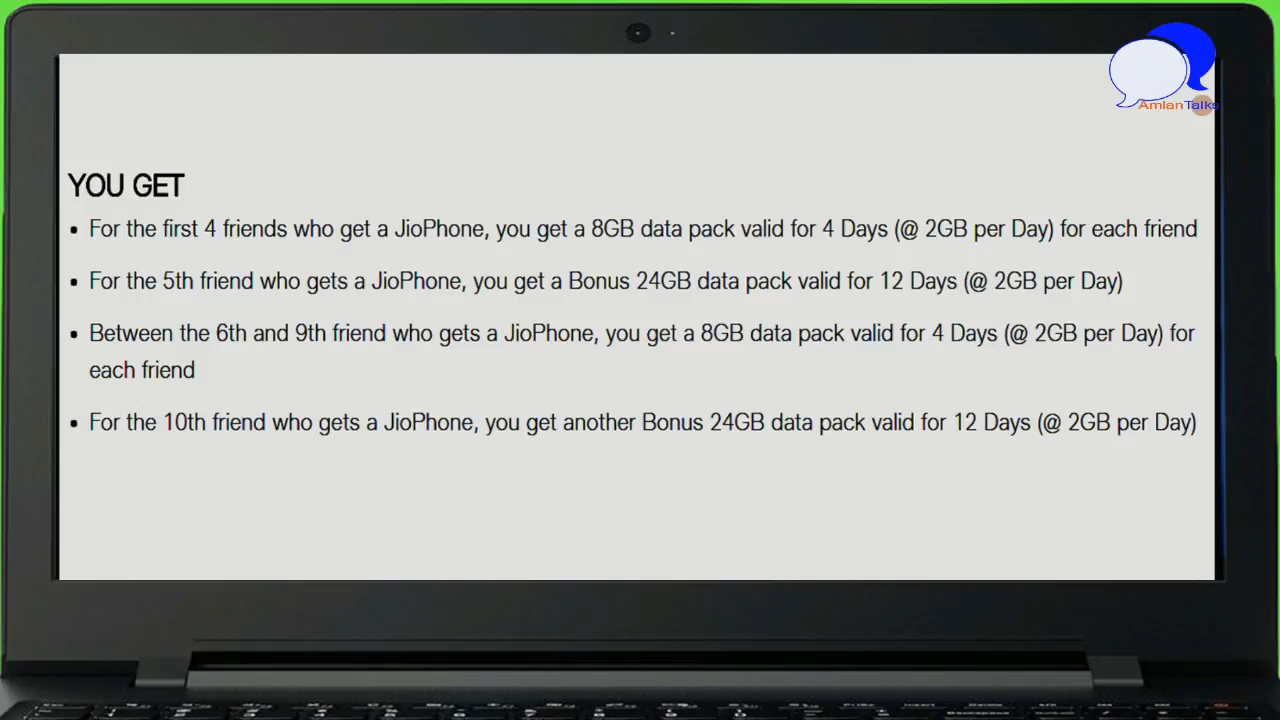 AmlanTalks
YOU GET
• For the first 4 friends who get a JioPhone, you get a 8GB data pack valid for 4 Days (@ 2GB per Day) for each friend
• For the 5th friend who gets a JioPhone, you get a Bonus 24GB data pack valid for 12 Days (@ 2GB per Day)
• Between the 6th and 9th friend who gets a JioPhone, you get a 8GB data pack valid for 4 Days (@ 2GB per Day) for
each friend
• For the 10th friend who gets a JioPhone, you get another Bonus 24GB data pack valid for 12 Days (@ 2GB per Day)